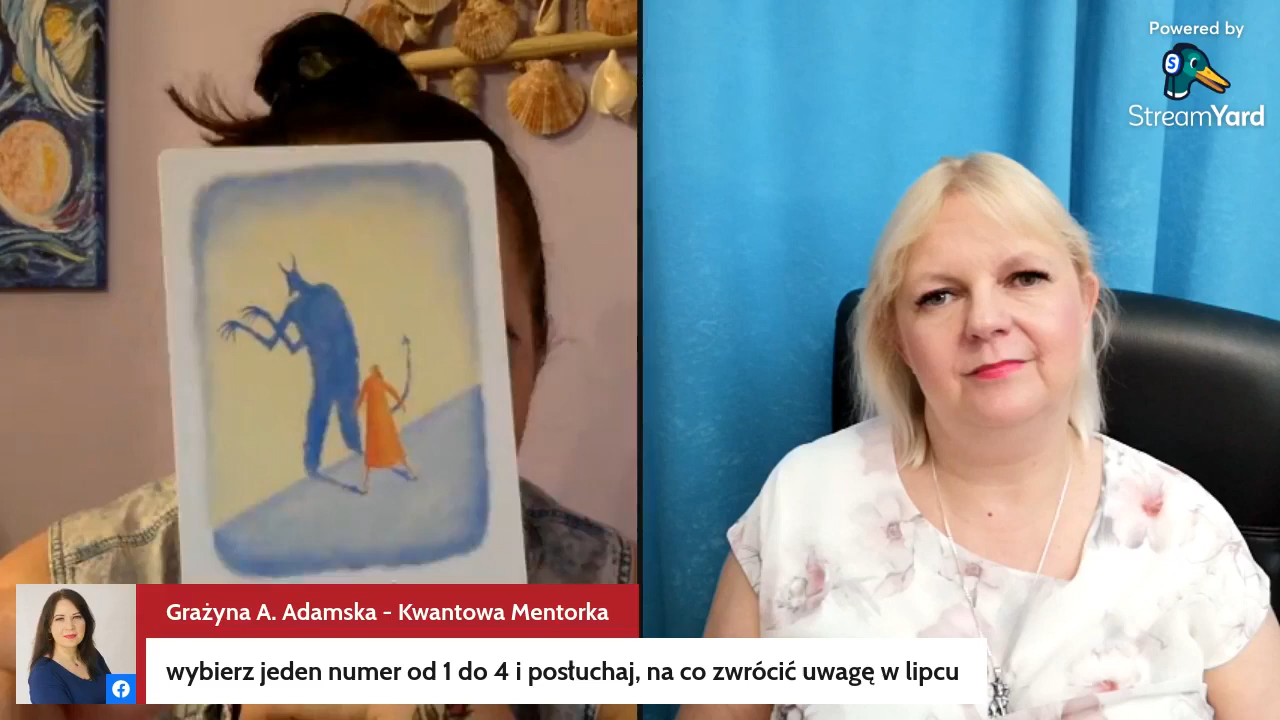 Powered by
StreamYard
Grażyna A. Adamska - Kwantowa Mentorka
wybierz jeden numer od 1 do 4 i posłuchaj, na co zwrócić uwagę w lipcu